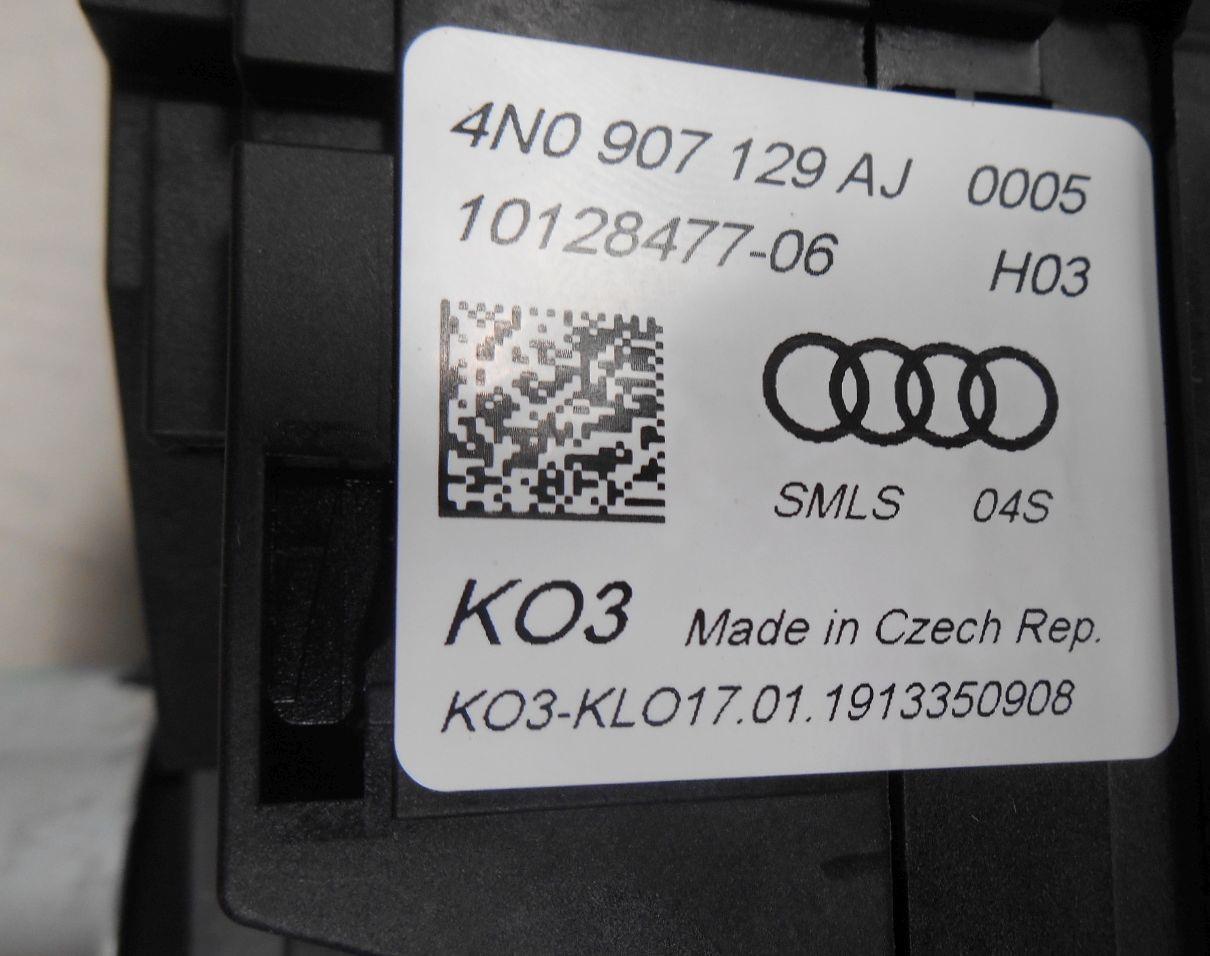 4N0 907 129 AJ 0005
10128477-06 H03
SMLS 04S
KO3 Made in Czech Rep.
KO3-KLO17.01.1913350908